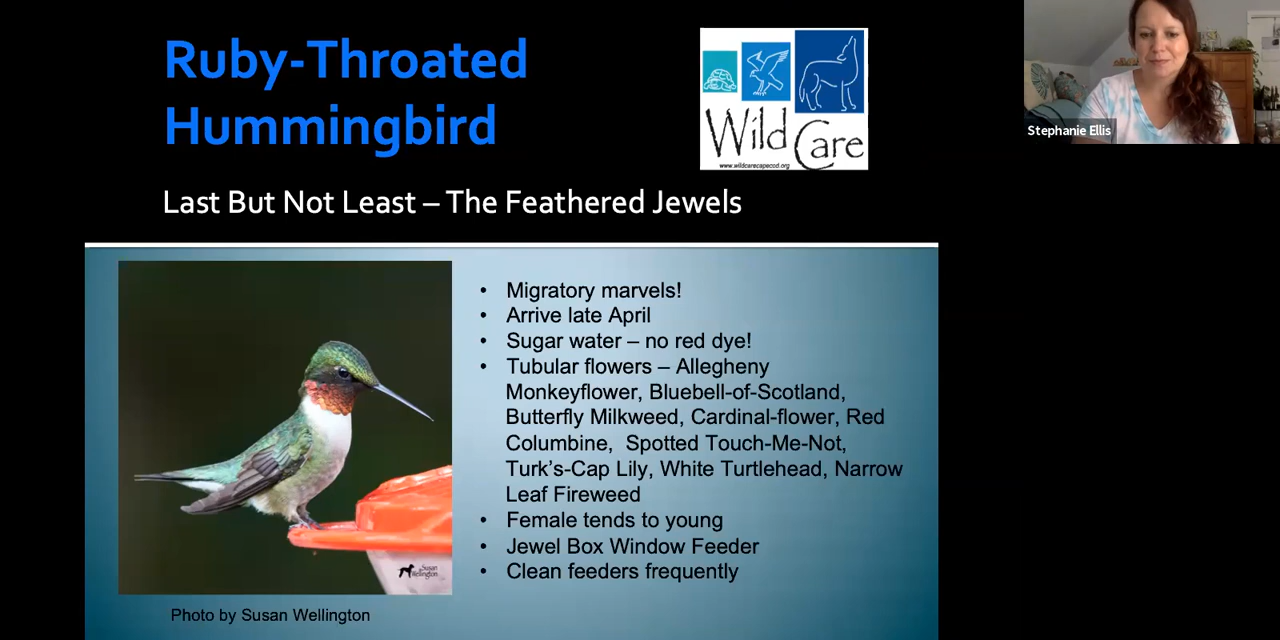 Ruby-Throated
Hummingbird
Wild Care
www.wildcarecapecod.org
Stephanie Ellis
Last But Not Least – The Feathered Jewels
• Migratory marvels!
• Arrive late April
• Sugar water – no red dye!
• Tubular flowers – Allegheny
Monkeyflower, Bluebell-of-Scotland,
Butterfly Milkweed, Cardinal-flower, Red
Columbine, Spotted Touch-Me-Not,
Turk's-Cap Lily, White Turtlehead, Narrow
Leaf Fireweed
• Female tends to young
• Jewel Box Window Feeder
• Clean feeders frequently
Susan
Wellington
Photo by Susan Wellington